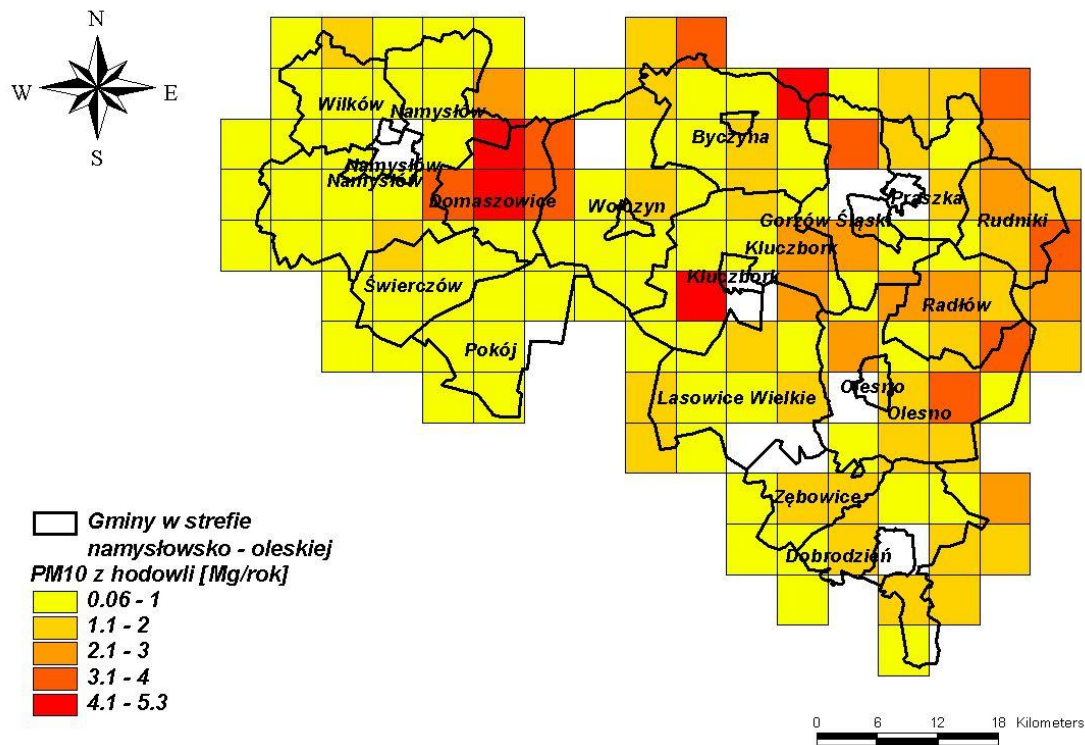 N
W E
S
Wilków
Namysłów
Byczyna
Namysłów
Namysłów
Domaszowice
Wołczyn
Praszka
Gorzów Śląski
Rudniki
Kluczbork
Kluczbork
Świerczów
Radłów
Pokój
Olesno
Lasowice Wielkie
Olesno
Zębowice
Dobrodzień
Gminy w strefie
namysłowsko - oleskiej
PM10 z hodowli [Mg/rok]
0.06 - 1
1.1 - 2
2.1 - 3
3.1 - 4
4.1 - 5.3
0 6 12 18 Kilometers